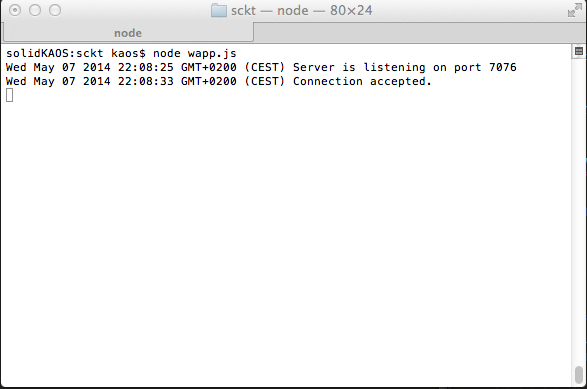 sckt — node — 80×24
node
solidKAOS:sckt kaos$ node wapp.js
Wed May 07 2014 22:08:25 GMT+0200 (CEST) Server is listening on port 7076
Wed May 07 2014 22:08:33 GMT+0200 (CEST) Connection accepted.